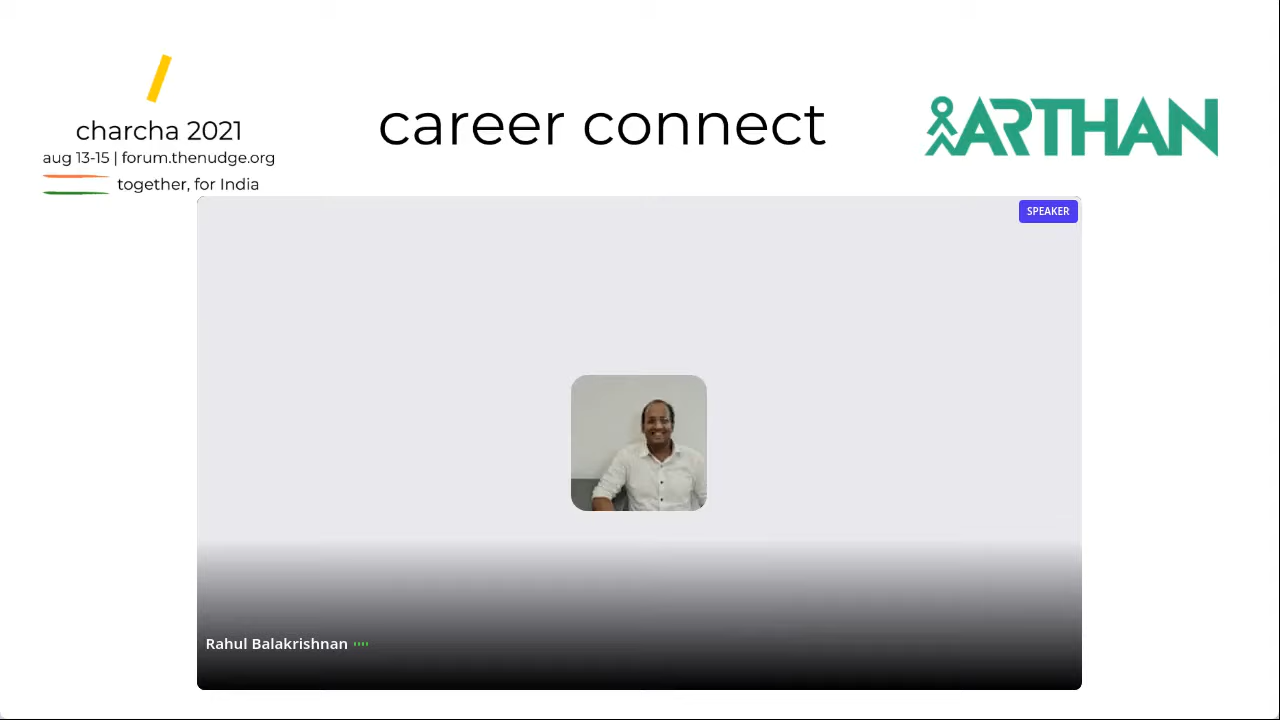 charcha 2021
aug 13-15 | forum.thenudge.org
together, for India
career connect
ARTHAN
SPEAKER
Rahul Balakrishnan